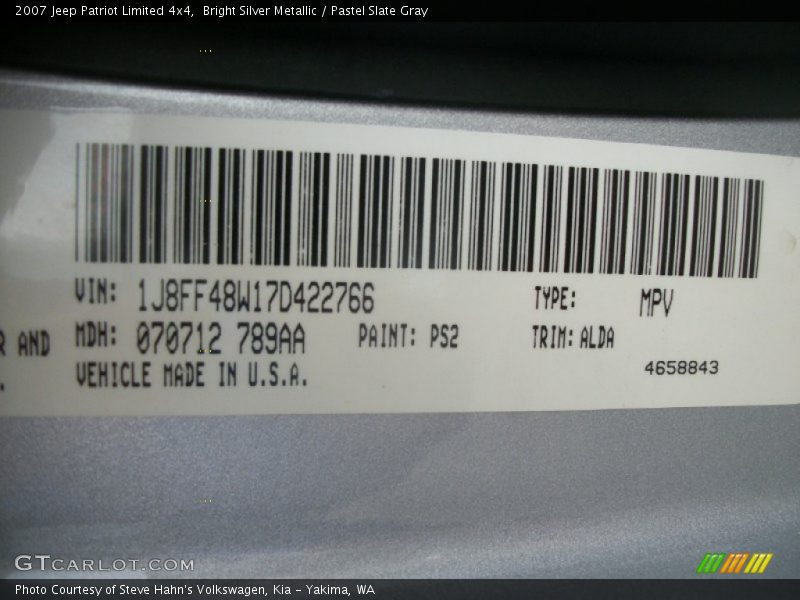 2007 Jeep Patriot Limited 4x4,  Bright Silver Metallic / Pastel Slate Gray
VIN: 1J8FF48W17D422766 TYPE: MPV
R AND MDH: 070712 789AA PAINT: PS2 TRIM: ALDA
. VEHICLE MADE IN U.S.A. 4658843
GTCARLOT.COM
Photo Courtesy of Steve Hahn's Volkswagen, Kia – Yakima, WA